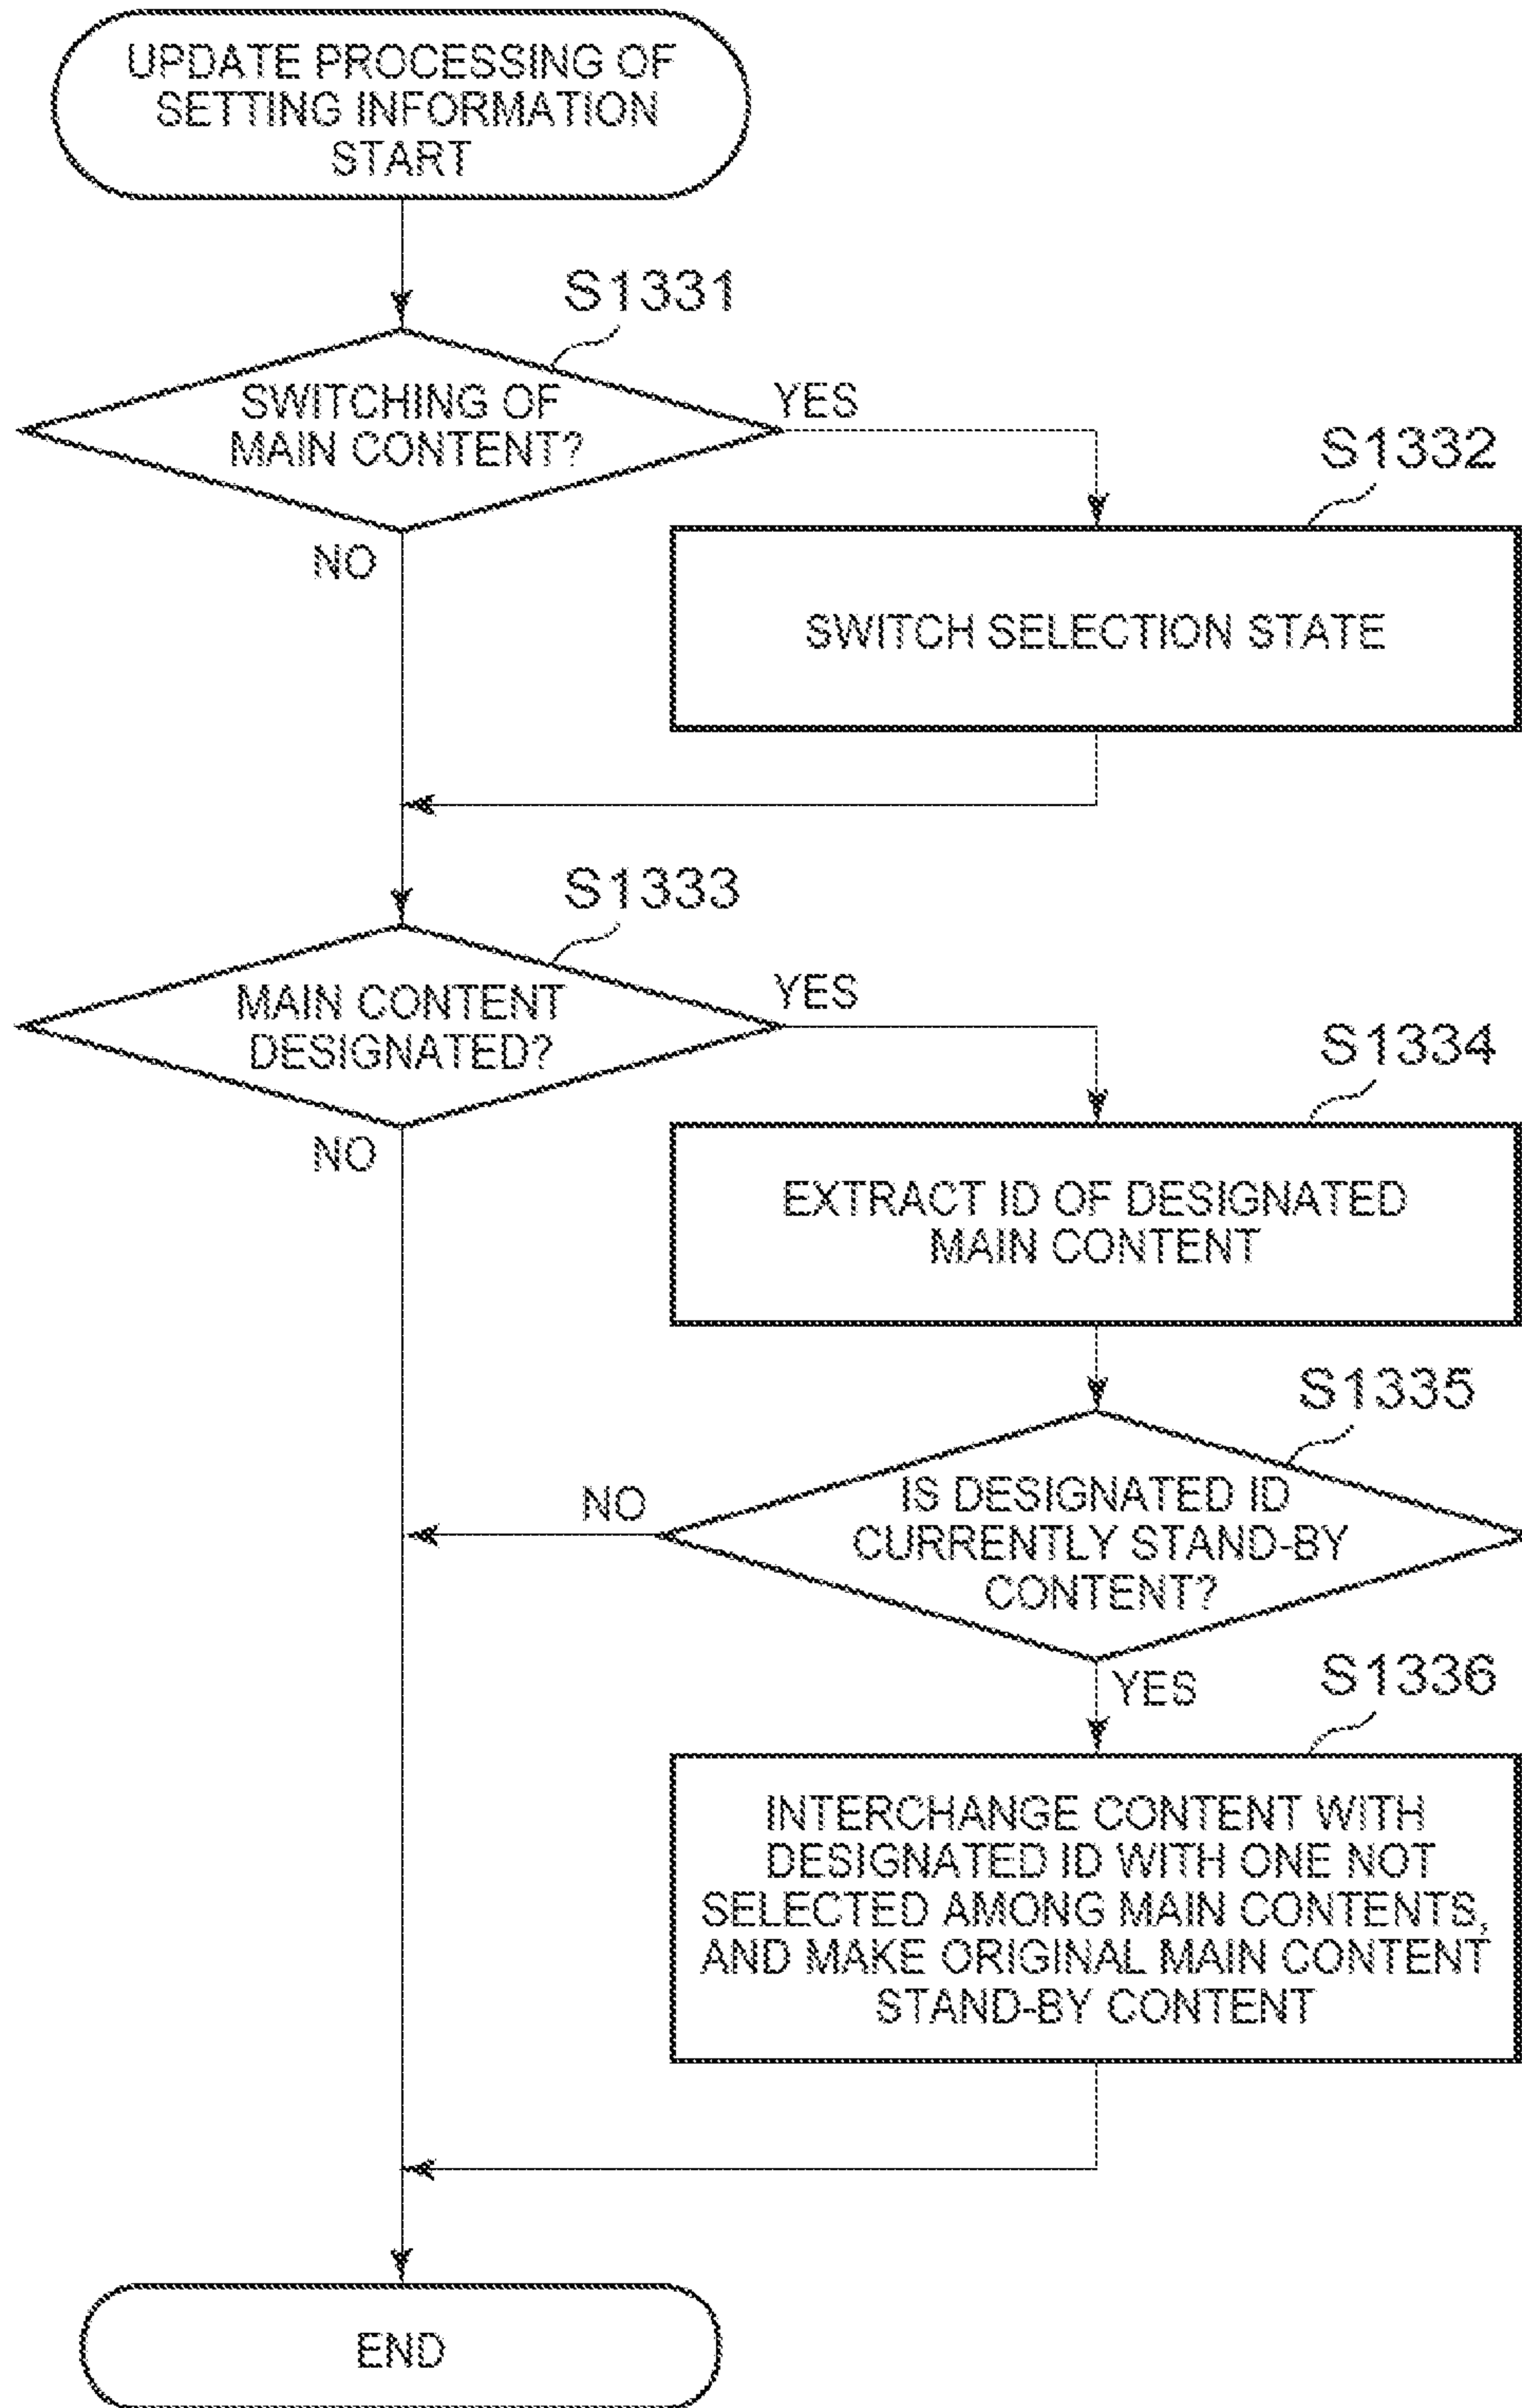 UPDATE PROCESSING OF
SETTING INFORMATION
START
S1331
SWITCHING OF
MAIN CONTENT?
YES
NO
S1332
SWITCH SELECTION STATE
S1333
MAIN CONTENT
DESIGNATED?
YES
NO
S1334
EXTRACT ID OF DESIGNATED
MAIN CONTENT
S1335
IS DESIGNATED ID
CURRENTLY STAND-BY
CONTENT?
NO
YES
S1336
INTERCHANGE CONTENT WITH
DESIGNATED ID WITH ONE NOT
SELECTED AMONG MAIN CONTENTS,
AND MAKE ORIGINAL MAIN CONTENT
STAND-BY CONTENT
END